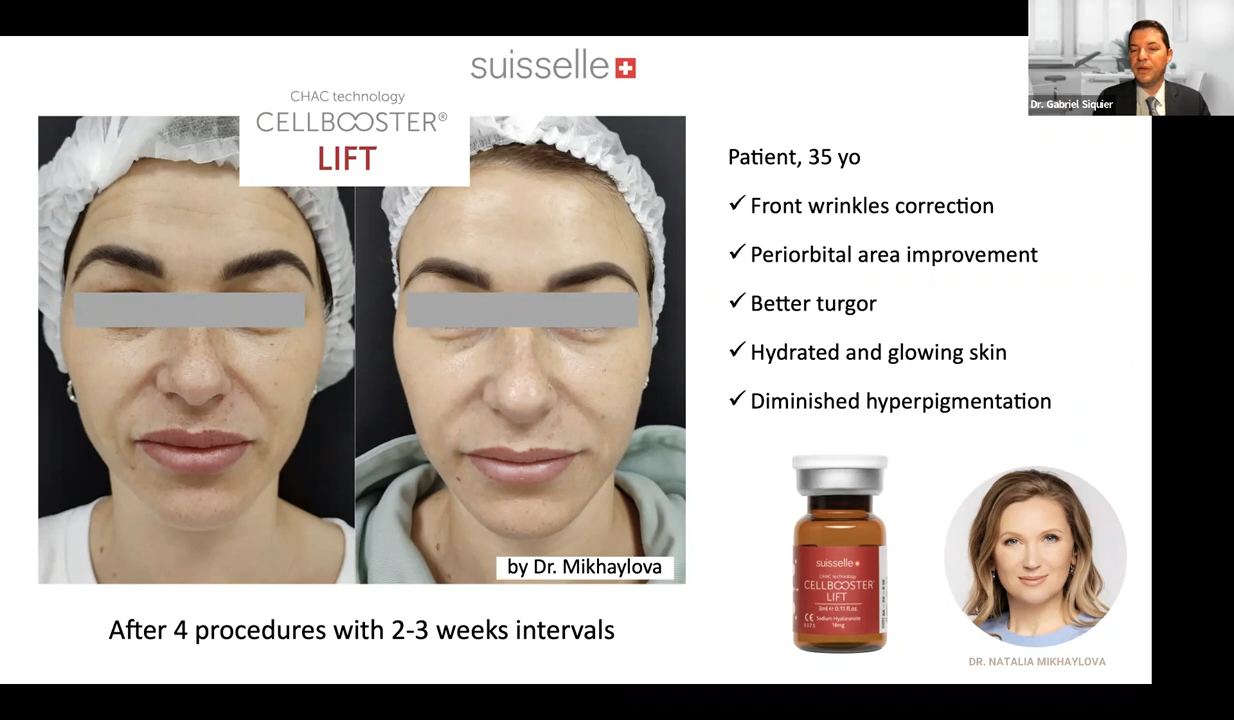 suisselle
Dr. Gabriel Siquier
CHAC technology
CELLBOOSTER®
LIFT
Patient, 35 yo
✓ Front wrinkles correction
✓ Periorbital area improvement
✓ Better turgor
✓ Hydrated and glowing skin
✓ Diminished hyperpigmentation
by Dr. Mikhaylova
After 4 procedures with 2-3 weeks intervals
suisselle
CHAC technology
CELLBOOSTER®
LIFT
3ml ℮ 0.11 fl.oz.
Sodium Hyaluronate
18mg
CE
DR. NATALIA MIKHAYLOVA